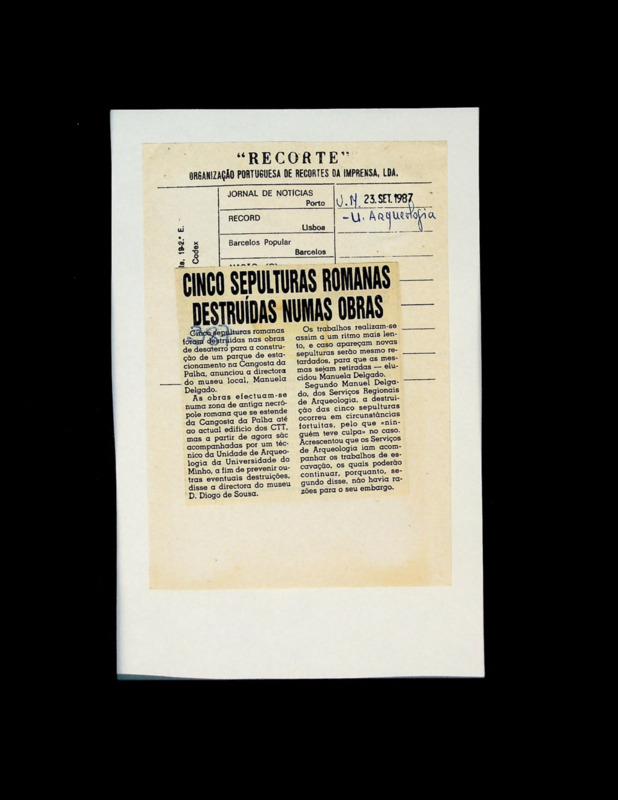 "RECORTE"
ORGANIZAÇÃO PORTUGUESA DE RECORTES DA IMPRENSA, LDA.
JORNAL DE NOTICIAS
Porto
RECORD
Lisboa
Barcelos Popular
Barcelos
19-2.º E.
Codex
23. SET. 1987
- U. Arqueologia
CINCO SEPULTURAS ROMANAS
DESTRUÍDAS NUMAS OBRAS
Cinco sepulturas romanas
foram destruídas nas obras
de desaterro para a constru-
ção de um parque de esta-
cionamento na Cangosta da
Palha, anunciou a directora
do museu local, Manuela
Delgado.
As obras efectuam-se
numa zona de antiga necró-
pole romana que se estende
da Cangosta da Palha até
ao actual edifício dos CTT,
mas a partir de agora são
acompanhadas por um téc-
nico da Unidade de Arqueo-
logia da Universidade do
Minho, a fim de prevenir ou-
tras eventuais destruições,
disse a directora do museu
D. Diogo de Sousa.
Os trabalhos realizam-se
assim a um ritmo mais len-
to, e caso apareçam novas
sepulturas serão mesmo re-
tardados, para que as mes-
mas sejam retiradas — elu-
cidou Manuela Delgado.
Segundo Manuel Delga-
do, dos Serviços Regionais
de Arqueologia, a destrui-
ção das cinco sepulturas
ocorreu em circunstâncias
fortuitas, pelo que «nin-
guém teve culpa» no caso.
Acrescentou que os Serviços
de Arqueologia iam acom-
panhar os trabalhos de es-
cavação, os quais poderão
continuar, porquanto, se-
gundo disse, não havia ra-
zões para o seu embargo.